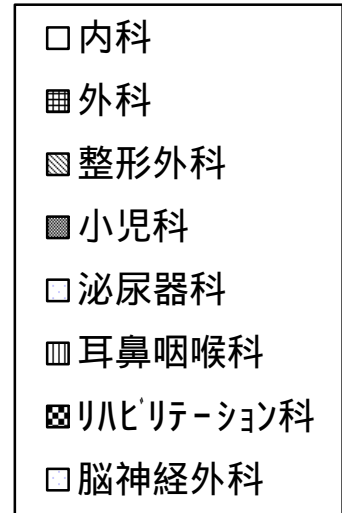 内科
外科
整形外科
小児科
泌尿器科
耳鼻咽喉科
ﾘﾊﾋﾞﾘﾃｰｼｮﾝ科
脳神経外科